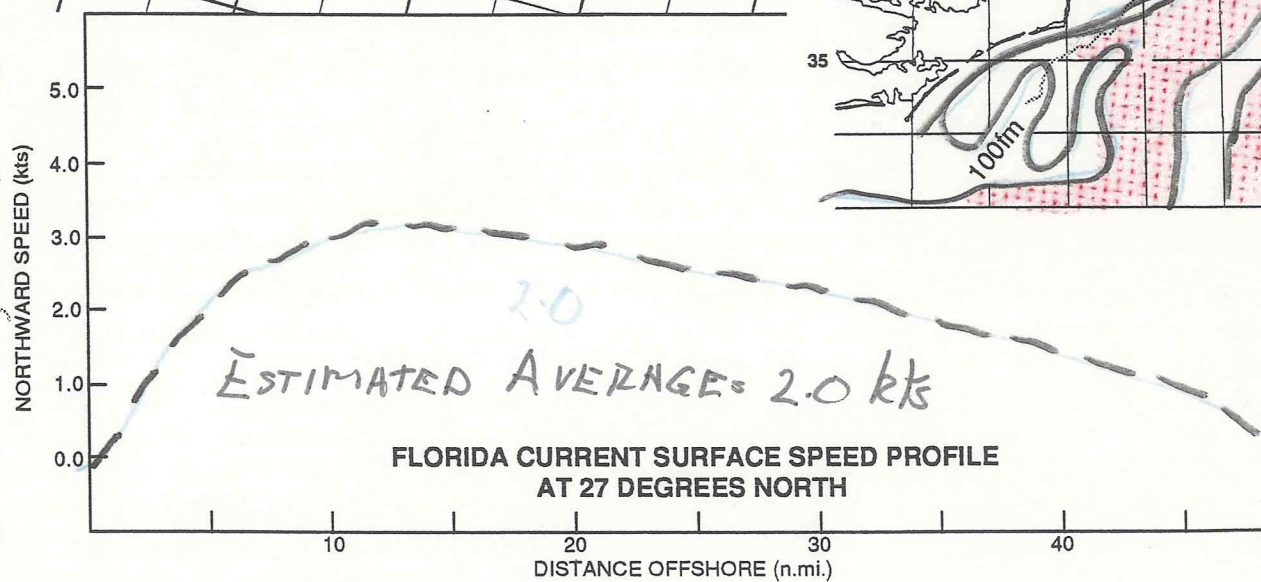 35
100fm
NORTHWARD SPEED (kts)
5.0
4.0
3.0
2.0
1.0
0.0
2.0
ESTIMATED AVERAGE= 2.0 kts
FLORIDA CURRENT SURFACE SPEED PROFILE
AT 27 DEGREES NORTH
10
20
30
40
DISTANCE OFFSHORE (n.mi.)